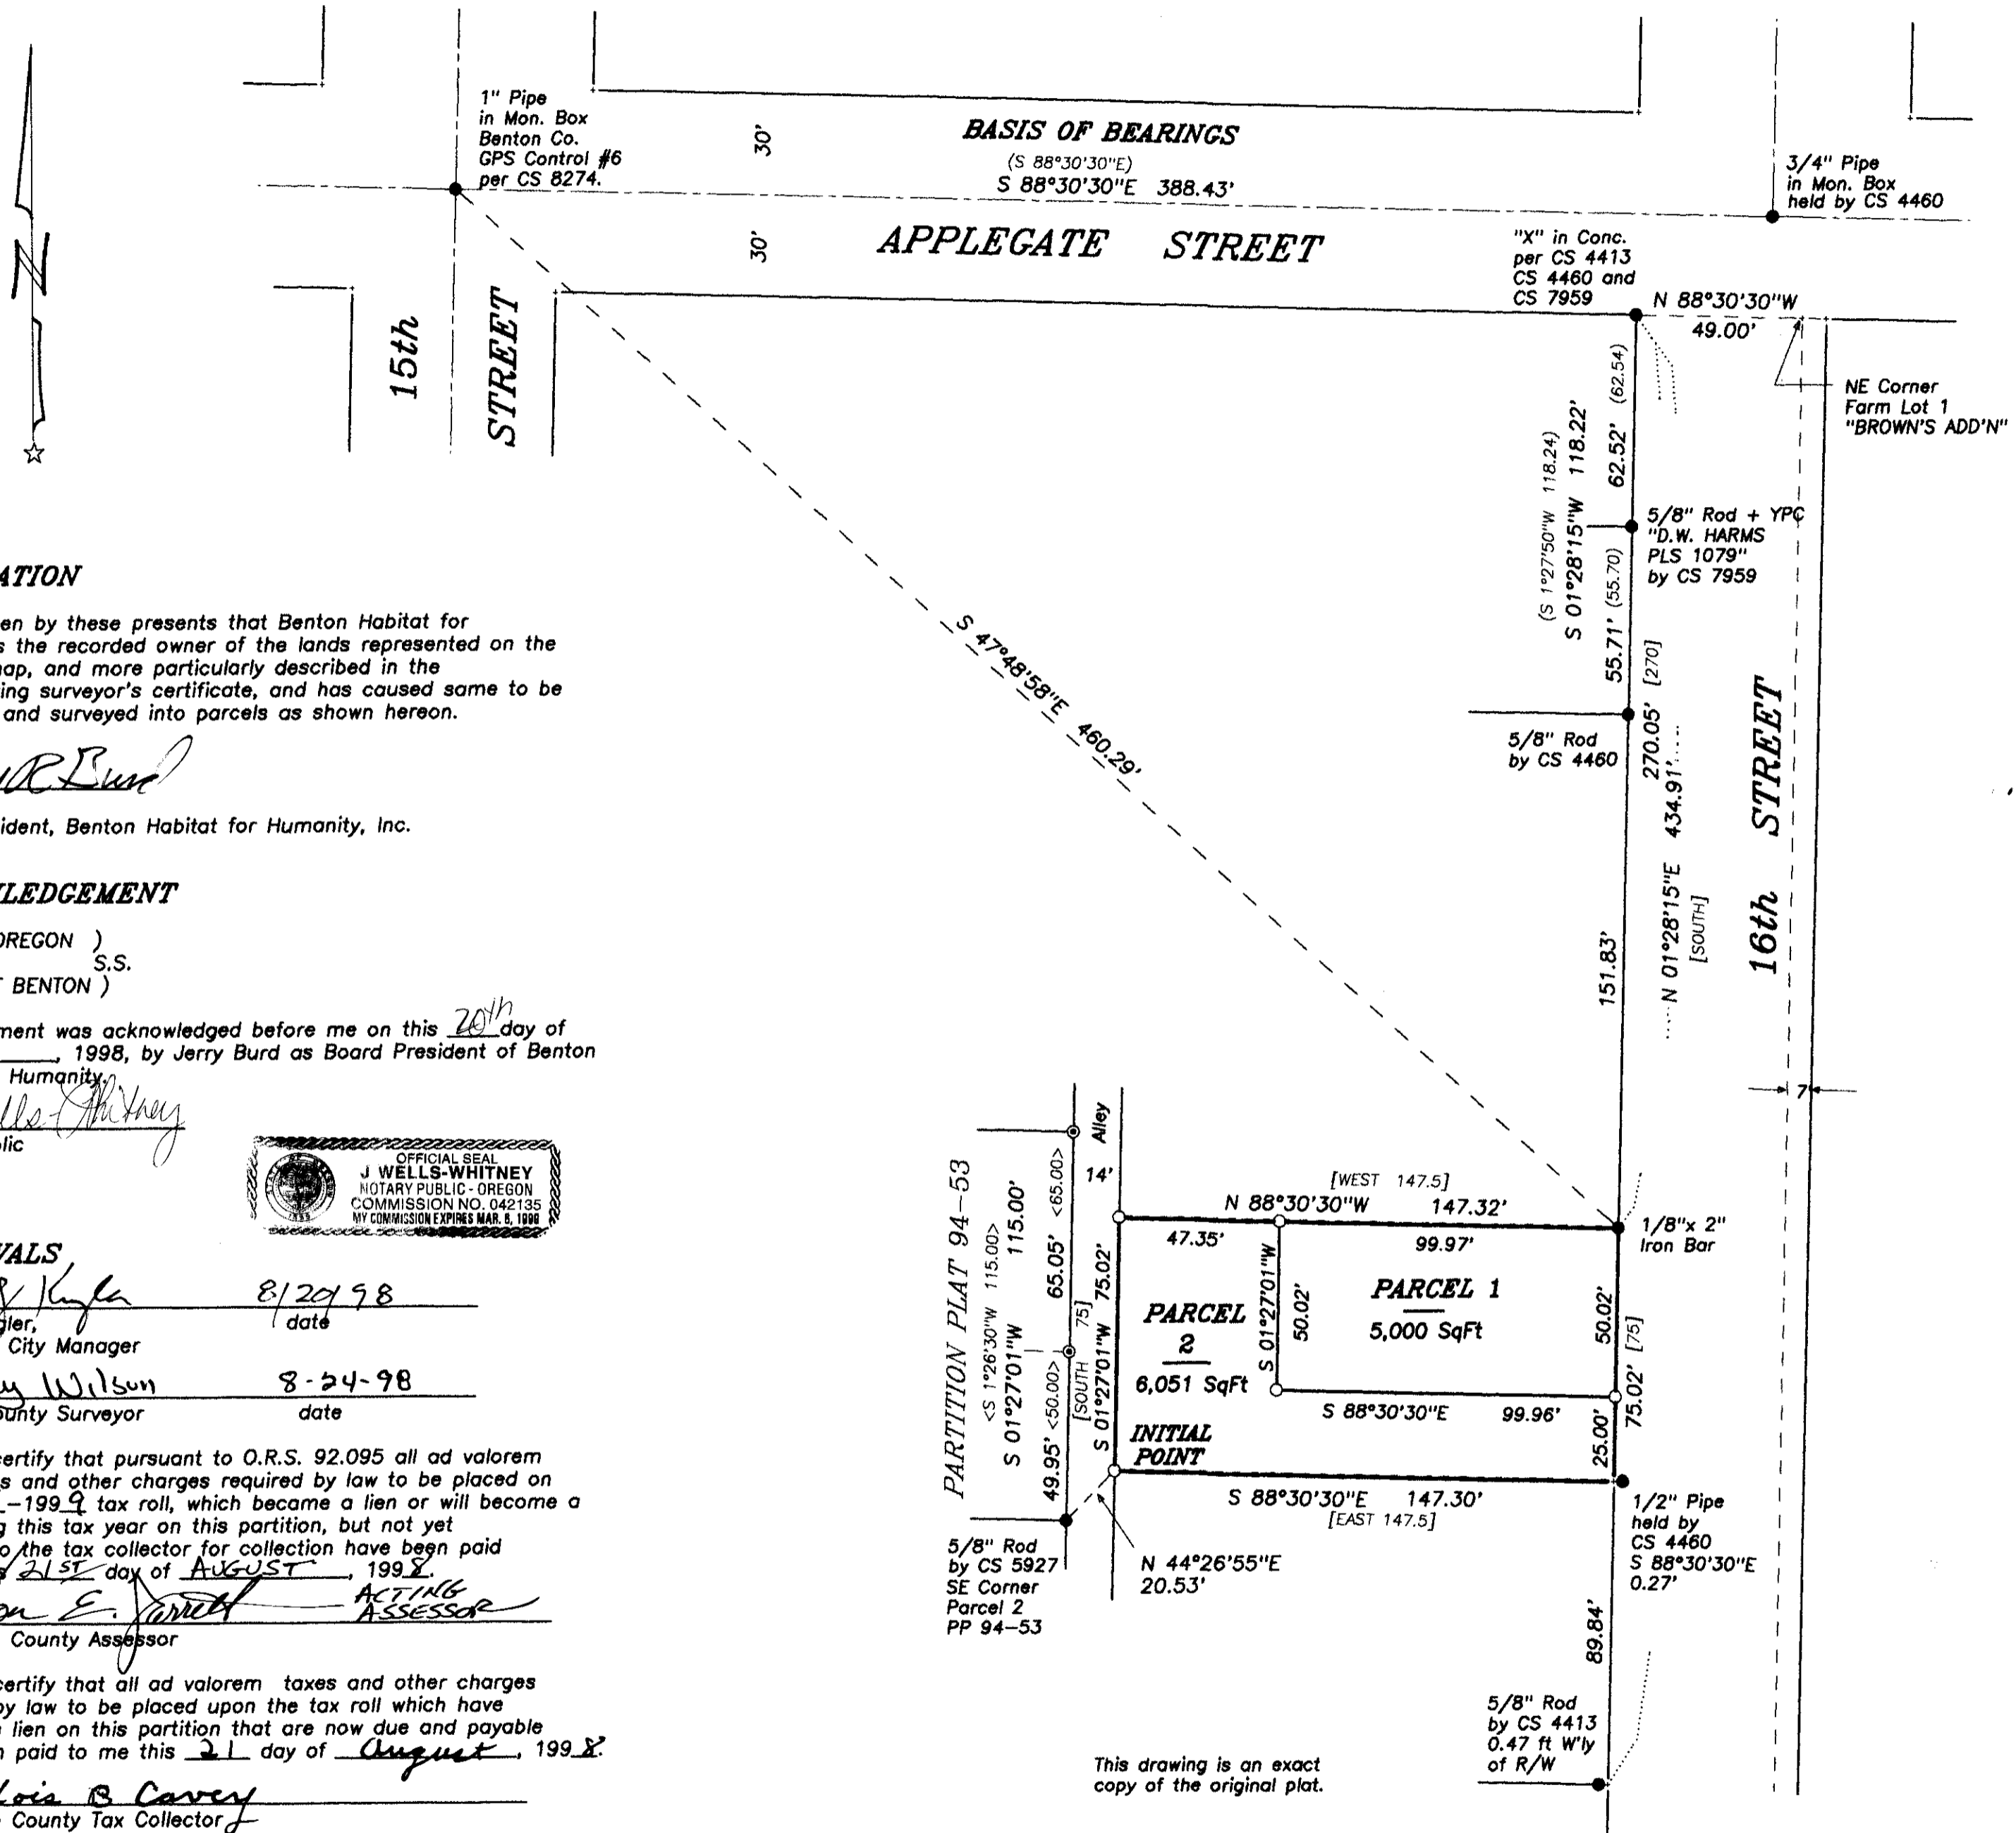 1" Pipe
in Mon. Box
Benton Co.
GPS Control #6
per CS 8274.
30'
BASIS OF BEARINGS
(S 88°30'30"E)
S 88°30'30"E 388.43'
3/4" Pipe
in Mon. Box
held by CS 4460
30'
APPLEGATE STREET
"X" in Conc.
per CS 4413
CS 4460 and
CS 7959
N 88°30'30"W
49.00'
N
15th
STREET
NE Corner
Farm Lot 1
"BROWN'S ADD'N"
(S 1°27'50"W 118.24)
S 01°28'15"W 118.22'
62.52' (62.54)
5/8" Rod + YPC
"D.W. HARMS
PLS 1079"
by CS 7959
55.71' (55.70)
270.05' [270]
5/8" Rod
by CS 4460
N 01°28'15"E 434.91'
[SOUTH]
16th STREET
151.83'
7'
S 47°48'58"E 460.29'
ATION
en by these presents that Benton Habitat for
s the recorded owner of the lands represented on the
nap, and more particularly described in the
ing surveyor's certificate, and has caused same to be
and surveyed into parcels as shown hereon.
R Burd
ident, Benton Habitat for Humanity, Inc.
LEDGEMENT
OREGON )
S.S.
BENTON )
ment was acknowledged before me on this 20th day of
, 1998, by Jerry Burd as Board President of Benton
Humanity.
lls-Whitney
lic
OFFICIAL SEAL
J WELLS-WHITNEY
NOTARY PUBLIC - OREGON
COMMISSION NO. 042135
MY COMMISSION EXPIRES MAR. 5, 1999
VALS
8/20/98
gler,
date
City Manager
Wilson 8-24-98
ounty Surveyor date
ertify that pursuant to O.R.S. 92.095 all ad valorem
s and other charges required by law to be placed on
-1999 tax roll, which became a lien or will become a
g this tax year on this partition, but not yet
o the tax collector for collection have been paid
21ST day of AUGUST, 1998.
E. Jarrett ACTING
ASSESSOR
County Assessor
certify that all ad valorem taxes and other charges
by law to be placed upon the tax roll which have
lien on this partition that are now due and payable
n paid to me this 21 day of August, 1998.
Lois B Cavey
County Tax Collector
PARTITION PLAT 94-53
<S 1°26'30"W 115.00>
S 01°27'01"W 115.00'
65.05' <65.00>
49.95' <50.00>
Alley
14'
[SOUTH 75]
S 01°27'01"W 75.02'
[WEST 147.5]
N 88°30'30"W 147.32'
47.35'
99.97'
1/8"x 2"
Iron Bar
PARCEL
2
6,051 SqFt
S 01°27'01"W
50.02'
PARCEL 1
5,000 SqFt
50.02'
75.02' [75]
S 88°30'30"E 99.96'
25.00'
INITIAL
POINT
S 88°30'30"E 147.30'
[EAST 147.5]
1/2" Pipe
held by
CS 4460
S 88°30'30"E
0.27'
5/8" Rod
by CS 5927
SE Corner
Parcel 2
PP 94-53
N 44°26'55"E
20.53'
89.84'
5/8" Rod
by CS 4413
0.47 ft W'ly
of R/W
This drawing is an exact
copy of the original plat.